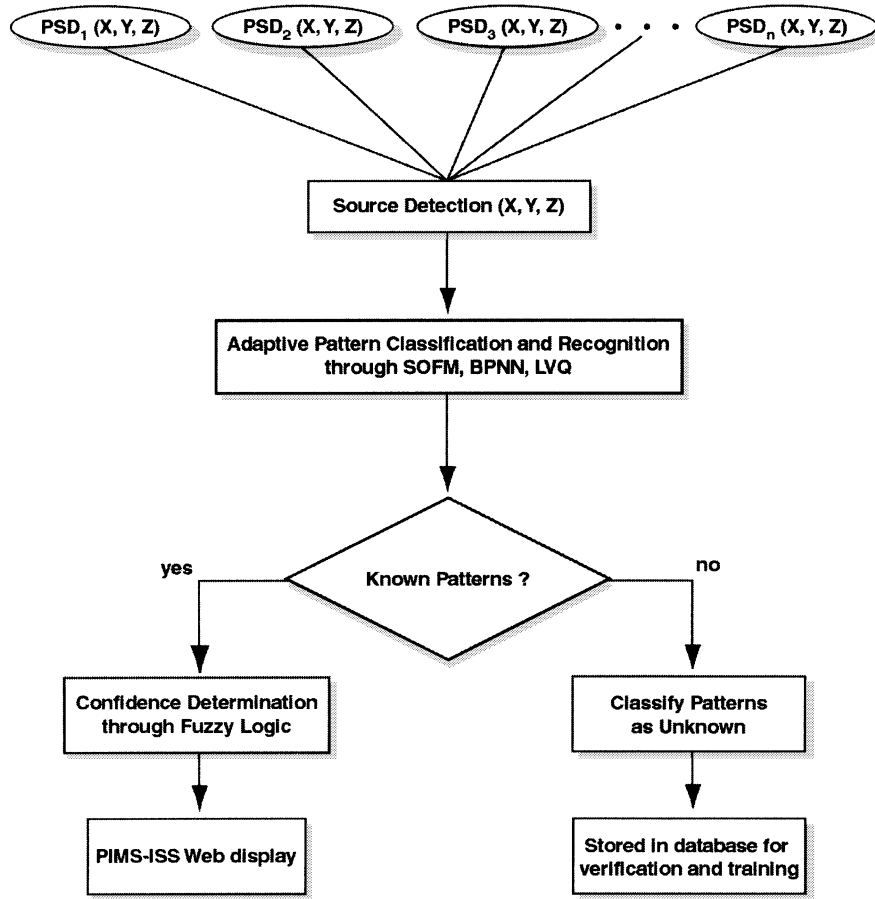 PSD1 (X, Y, Z)
PSD2 (X, Y, Z)
PSD3 (X, Y, Z)
• • •
PSDn (X, Y, Z)
Source Detection (X, Y, Z)
Adaptive Pattern Classification and Recognition
through SOFM, BPNN, LVQ
Known Patterns ?
yes
no
Confidence Determination
through Fuzzy Logic
Classify Patterns
as Unknown
PIMS-ISS Web display
Stored in database for
verification and training